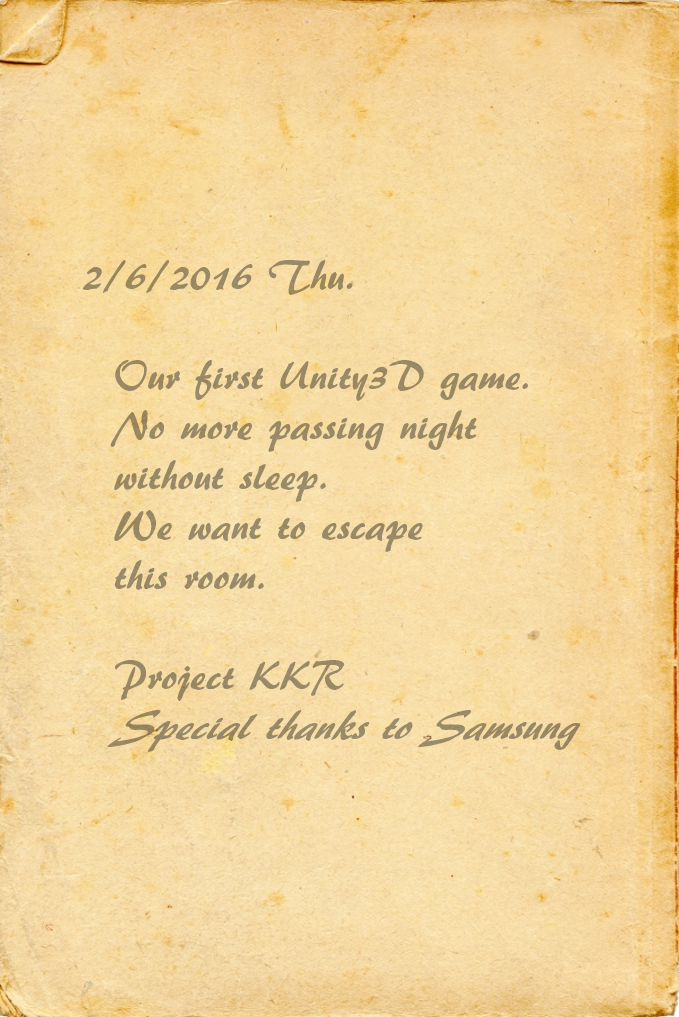 2/6/2016 Thu.
Our first Unity3D game.
No more passing night
without sleep.
We want to escape
this room.
Project KKR
Special thanks to Samsung